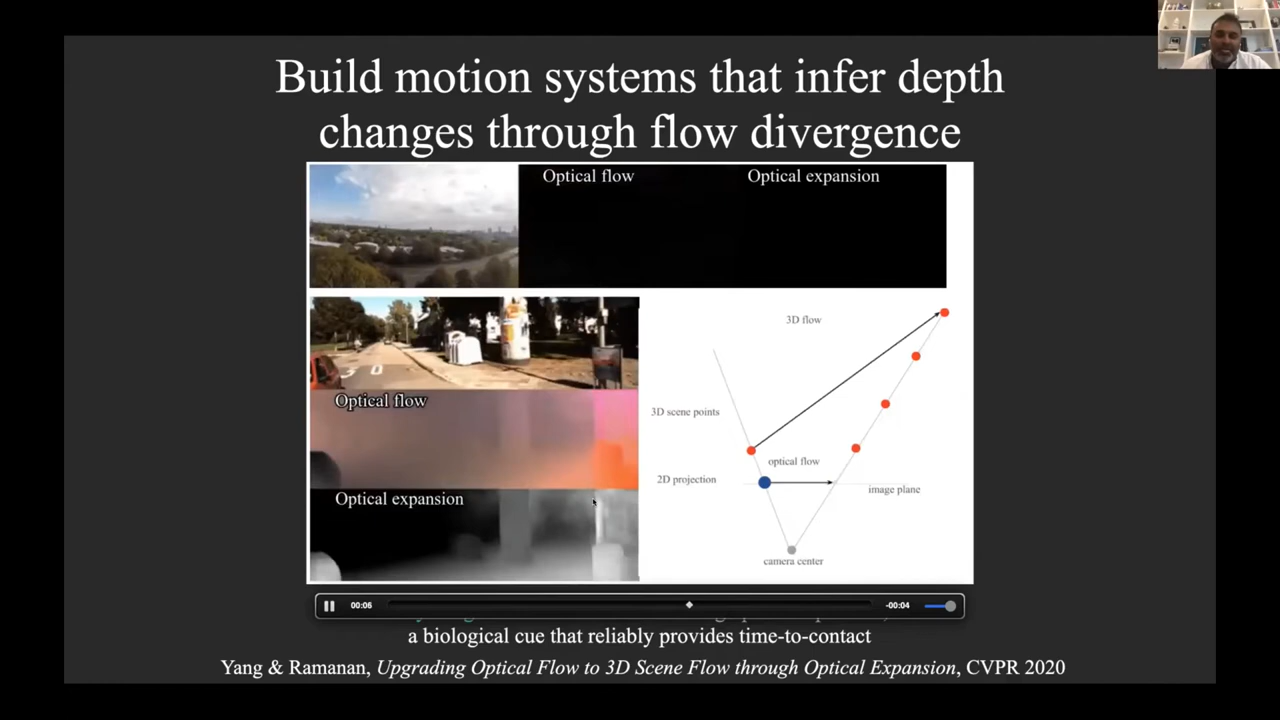 Build motion systems that infer depth
changes through flow divergence
Optical flow
Optical expansion
3D flow
Optical flow
3D scene points
optical flow
2D projection
image plane
Optical expansion
camera center
00:06
-00:04
a biological cue that reliably provides time-to-contact
Yang & Ramanan, Upgrading Optical Flow to 3D Scene Flow through Optical Expansion, CVPR 2020